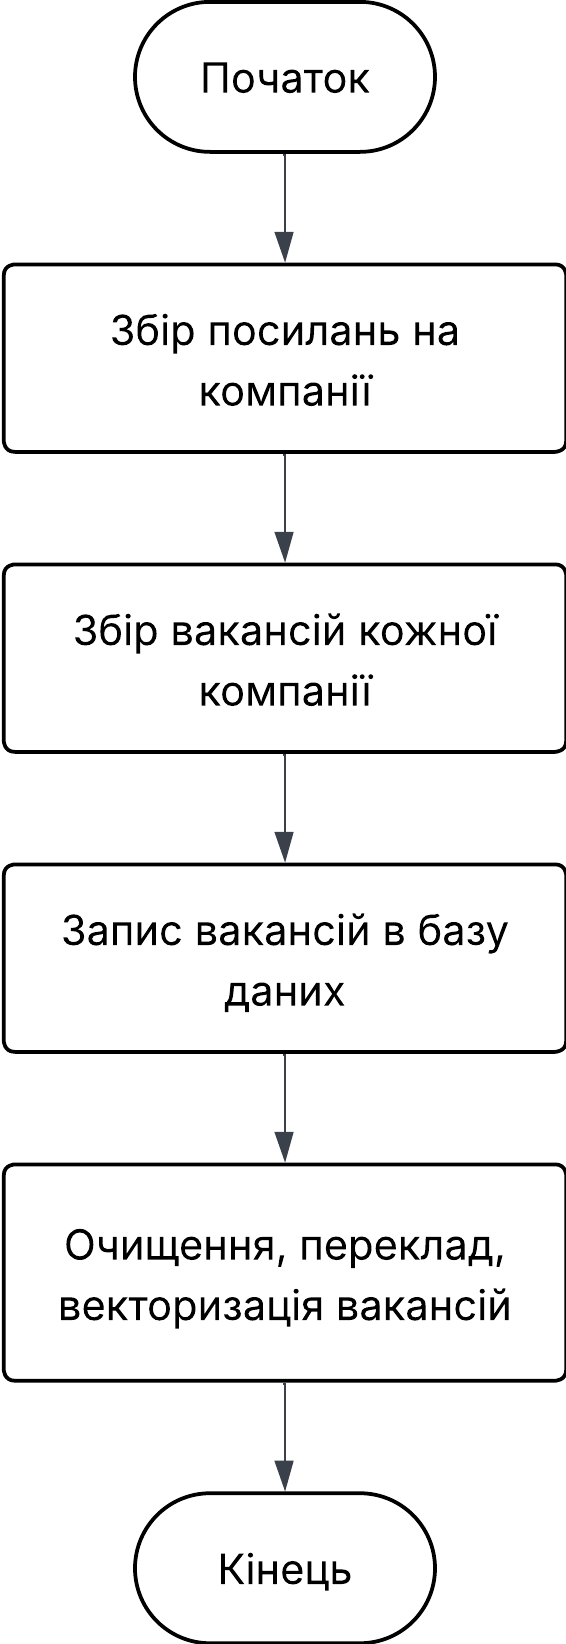 Початок
Збір посилань на
компанії
Збір вакансій кожної
компанії
Запис вакансій в базу
даних
Очищення, переклад,
векторизація вакансій
Кінець